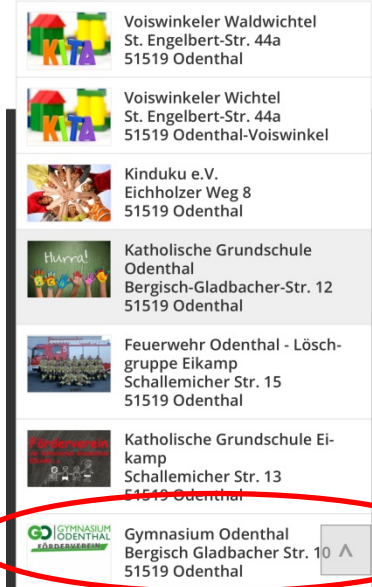 KITA
Voiswinkeler Waldwichtel
St. Engelbert-Str. 44a
51519 Odenthal
KITA
Voiswinkeler Wichtel
St. Engelbert-Str. 44a
51519 Odenthal-Voiswinkel
Kinduku e.V.
Eichholzer Weg 8
51519 Odenthal
Hurra!
Katholische Grundschule
Odenthal
Bergisch-Gladbacher-Str. 12
51519 Odenthal
Feuerwehr Odenthal - Lösch-
gruppe Eikamp
Schallemicher Str. 15
51519 Odenthal
Förderverein
Katholische Grundschule Ei-
kamp
Schallemicher Str. 13
51519 Odenthal
GO GYMNASIUM
ODENTHAL
FÖRDERVEREIN
Gymnasium Odenthal
Bergisch Gladbacher Str. 10
51519 Odenthal